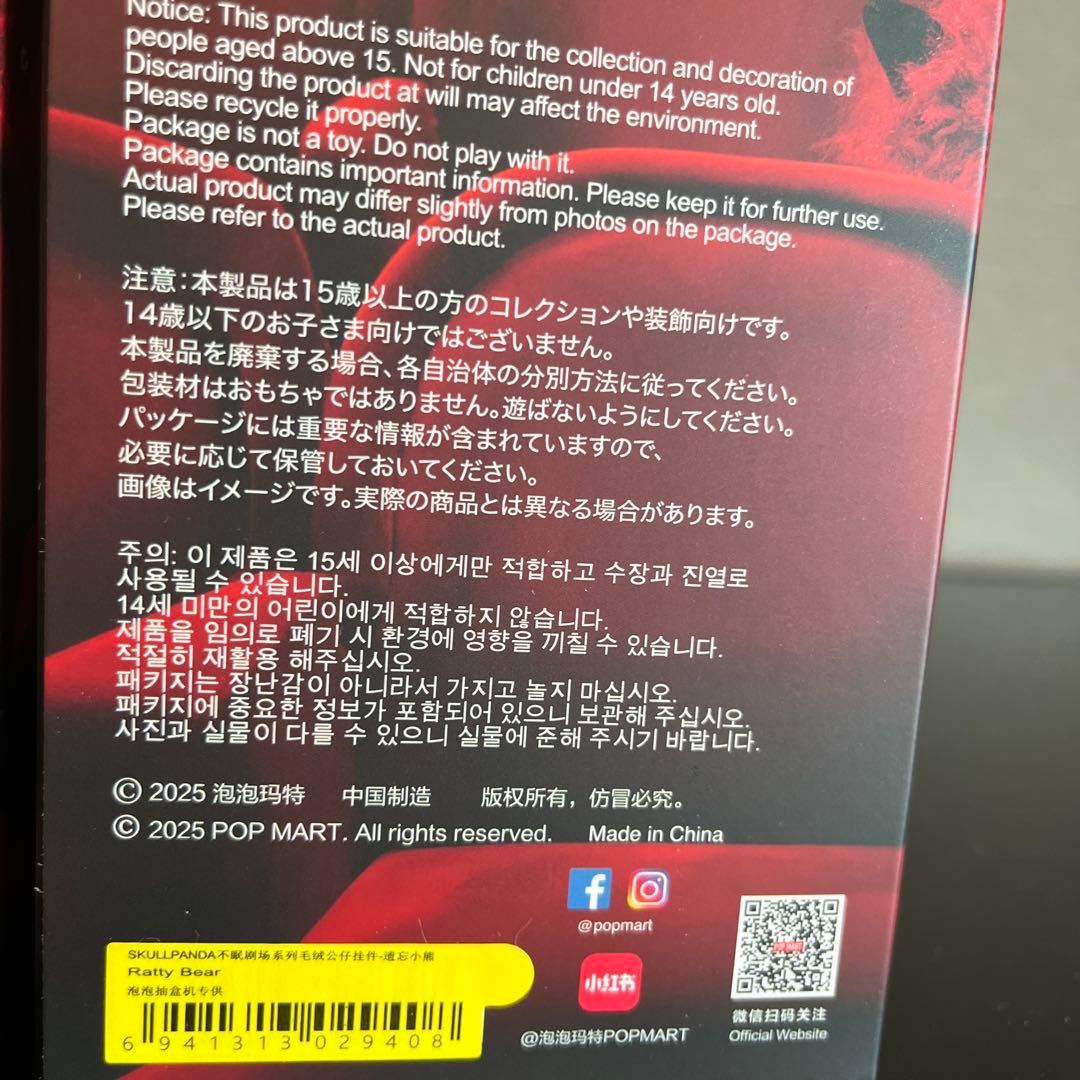 Notice: This product is suitable for the collection and decoration of
people aged above 15. Not for children under 14 years old.
Discarding the product at will may affect the environment.
Please recycle it properly.
Package is not a toy. Do not play with it.
Package contains important information. Please keep it for further use.
Actual product may differ slightly from photos on the package.
Please refer to the actual product.
注意：本製品は15歳以上の方のコレクションや装飾向けです。
14歳以下のお子さま向けではございません。
本製品を廃棄する場合、各自治体の分別方法に従ってください。
包装材はおもちゃではありません。遊ばないようにしてください。
パッケージには重要な情報が含まれていますので、
必要に応じて保管しておいてください。
画像はイメージです。実際の商品とは異なる場合があります。
주의: 이 제품은 15세 이상에게만 적합하고 수장과 진열로
사용될 수 있습니다.
14세 미만의 어린이에게 적합하지 않습니다.
제품을 임의로 폐기 시 환경에 영향을 끼칠 수 있습니다.
적절히 재활용 해주십시오.
패키지는 장난감이 아니라서 가지고 놀지 마십시오.
패키지에 중요한 정보가 포함되어 있으니 보관해 주십시오.
사진과 실물이 다를 수 있으니 실물에 준해 주시기 바랍니다.
© 2025 泡泡玛特 中国制造 版权所有，仿冒必究。
© 2025 POP MART. All rights reserved. Made in China
@popmart
小红书
@泡泡玛特POPMART
POP MART
微信扫码关注
Official Website
SKULLPANDA不眠剧场系列毛绒公仔挂件-遗忘小熊
Ratty Bear
泡泡抽盒机专供
6 941313 029408